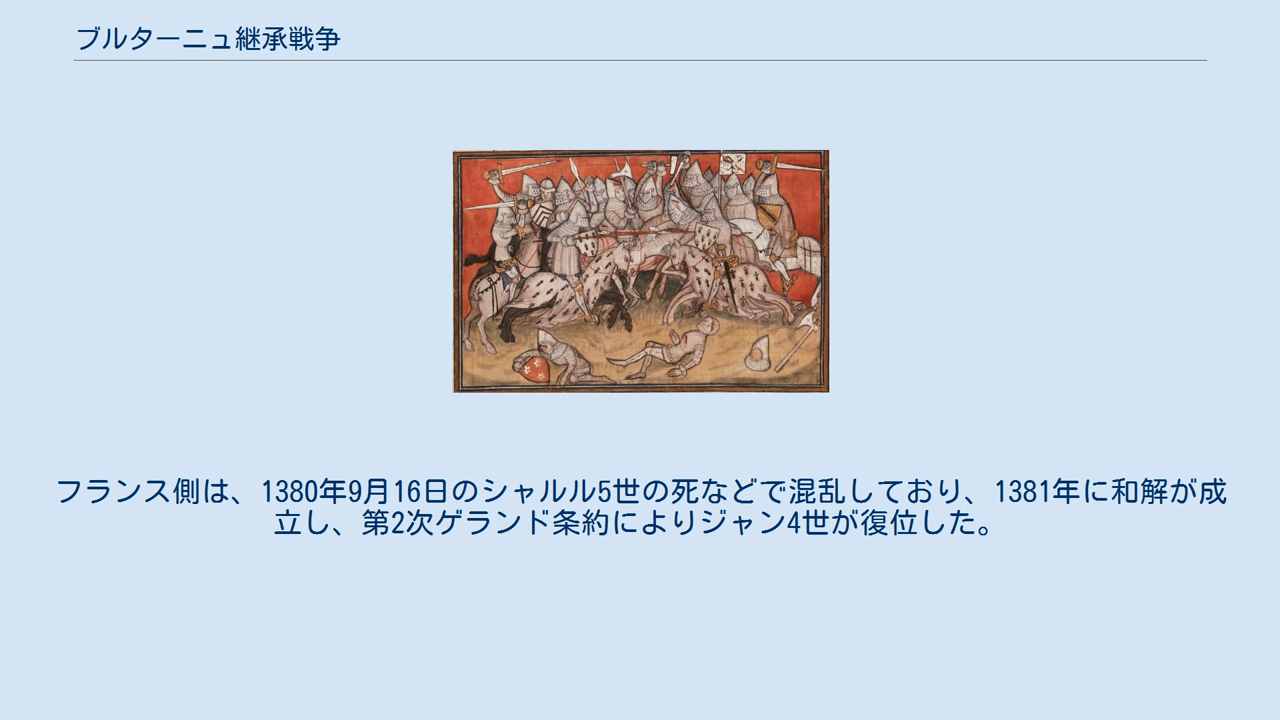 ブルターニュ継承戦争
フランス側は、1380年9月16日のシャルル5世の死などで混乱しており、1381年に和解が成
立し、第2次ゲランド条約によりジャン4世が復位した。